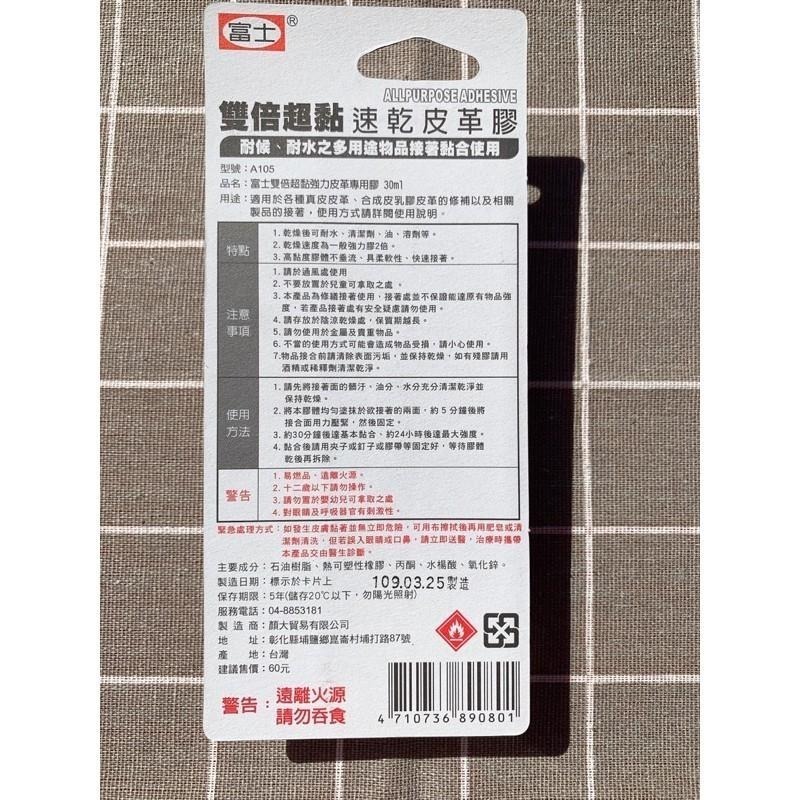 富士®
ALLPURPOSE ADHESIVE
雙倍超黏 速乾皮革膠
耐候、耐水之多用途物品接著黏合使用
型號：A105
品名：富士雙倍超黏強力皮革專用膠 30ml
用途：適用於各種真皮皮革、合成皮乳膠皮革的修補以及相關
製品的接著，使用方式請詳閱使用說明。
特點
1. 乾燥後可耐水、清潔劑、油、溶劑等。
2. 乾燥速度為一般強力膠2倍。
3. 高黏度膠體不垂流、具柔軟性、快速接著。
注意
事項
1. 請於通風處使用
2. 不要放置於兒童可拿取之處 。
3. 本產品為修繕接著使用，接著處並不保證能達原有物品強
度，若產品接著處有安全疑慮請勿使用。
4. 請存放於陰涼乾燥處，保質期越長。
5. 請勿使用於金屬及貴重物品。
6. 不當的使用方式可能會造成物品受損，請小心使用。
7.物品接合前請清除表面污垢，並保持乾燥，如有殘膠請用
酒精或稀釋劑清潔乾淨。
使用
方法
1. 請先將接著面的髒汙、油分、水分充分清潔乾淨並
保持乾燥。
2. 將本膠體均勻塗抹於欲接著的兩面，約 5 分鐘後將
接合面用力壓緊，然後固定。
3. 約30分鐘後達基本黏合、約24小時後達最大強度。
4. 黏合後請用夾子或釘子或膠帶等固定好，等待膠體
乾後再拆除。
警告
1. 易燃品、遠離火源。
2. 十二歲以下請勿操作。
3. 請勿置於嬰幼兒可拿取之處
4. 對眼睛及呼吸器官有刺激性。
緊急處理方式：如發生皮膚黏著並無立即危險，可用布擦拭後再用肥皂或清
潔劑清洗，但若誤入眼睛或口鼻，請立即送醫，治療時攜帶
本產品交由醫生診斷。
主要成分：石油樹脂、熱可塑性橡膠、丙酮、水楊酸、氧化鋅。
製造日期：標示於卡片上 109.03.25製造
保存期限：5年(儲存20℃以下，勿陽光照射)
服務電話：04-8853181
製造商：顏大貿易有限公司
地址：彰化縣埔鹽鄉崑崙村埔打路87號
產地：台灣
建議售價：60元
警告：遠離火源
請勿吞食
4 710736 890801